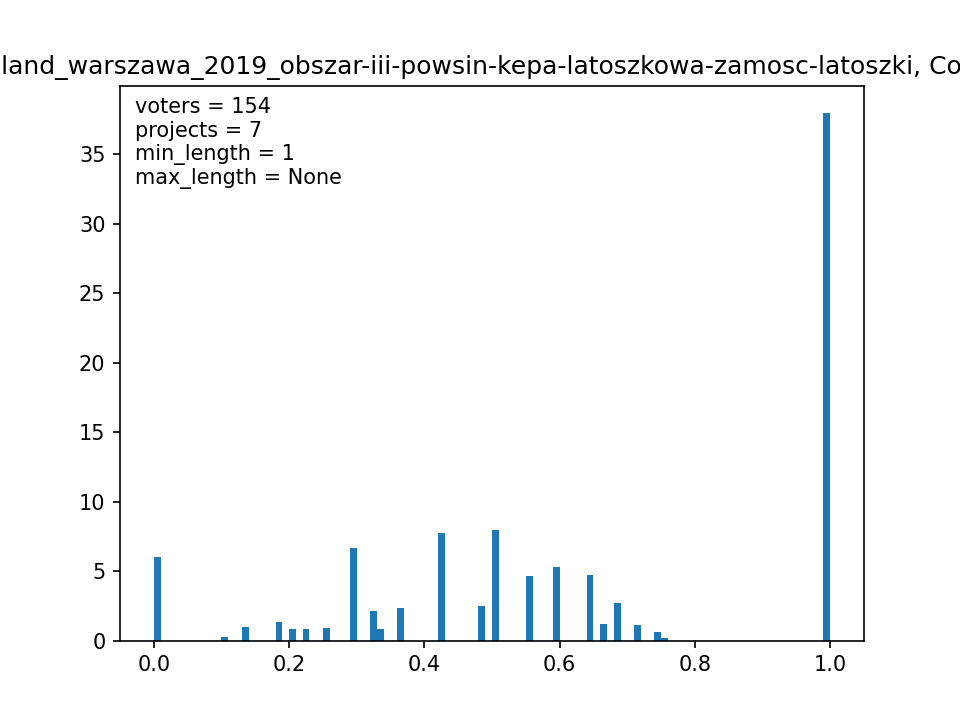 land_warszawa_2019_obszar-iii-powsin-kepa-latoszkowa-zamosc-latoszki, Co
voters = 154
projects = 7
min_length = 1
max_length = None
35
30
25
20
15
10
5
0
0.0 0.2 0.4 0.6 0.8 1.0